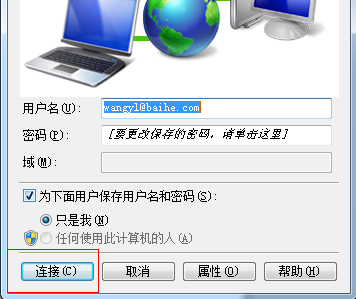 用户名(U):
wangyl@baihe.com
密码(P):
[要更改保存的密码，请单击这里]
域(M):
为下面用户保存用户名和密码(S):
只是我(N)
任何使用此计算机的人(A)
连接(C)
取消
属性(O)
帮助(H)